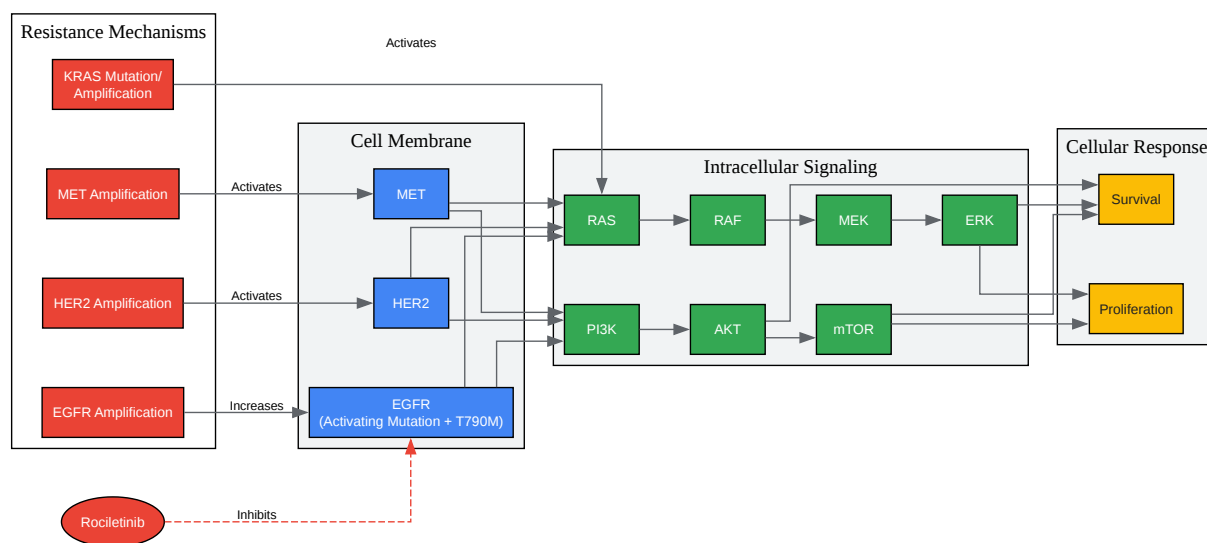 Resistance Mechanisms
Activates
KRAS Mutation/
Amplification
Cell Membrane
Intracellular Signaling
Cellular Response
MET Amplification
Activates
MET
RAS
RAF
MEK
ERK
Survival
HER2 Amplification
Activates
HER2
PI3K
AKT
mTOR
Proliferation
EGFR Amplification
Increases
EGFR
(Activating Mutation + T790M)
Rociletinib
Inhibits